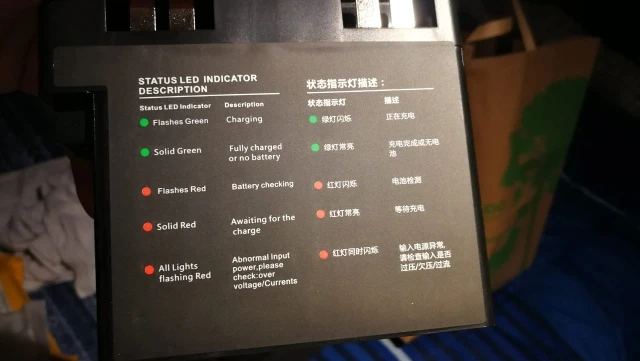 STATUS LED INDICATOR
DESCRIPTION
Status LED Indicator Description
Flashes Green Charging
Solid Green Fully charged
or no battery
Flashes Red Battery checking
Solid Red Awaiting for the
charge
All Lights
flashing Red
Abnormal input
power,please
check:over
voltage/Currents
状态指示灯描述：
状态指示灯 描述
绿灯闪烁 正在充电
绿灯常亮 充电完成或无电
池
红灯闪烁 电池检测
红灯常亮 等待充电
红灯同时闪烁 输入电源异常,
请检查输入是否
过压/欠压/过流